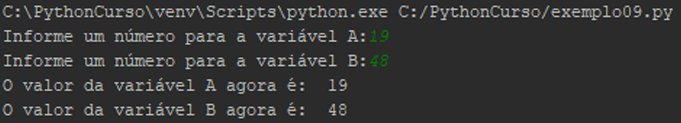 C:\PythonCurso\venv\Scripts\python.exe C:/PythonCurso/exemplo09.py
Informe um número para a variável A:19
Informe um número para a variável B:48
O valor da variável A agora é:  19
O valor da variável B agora é:  48